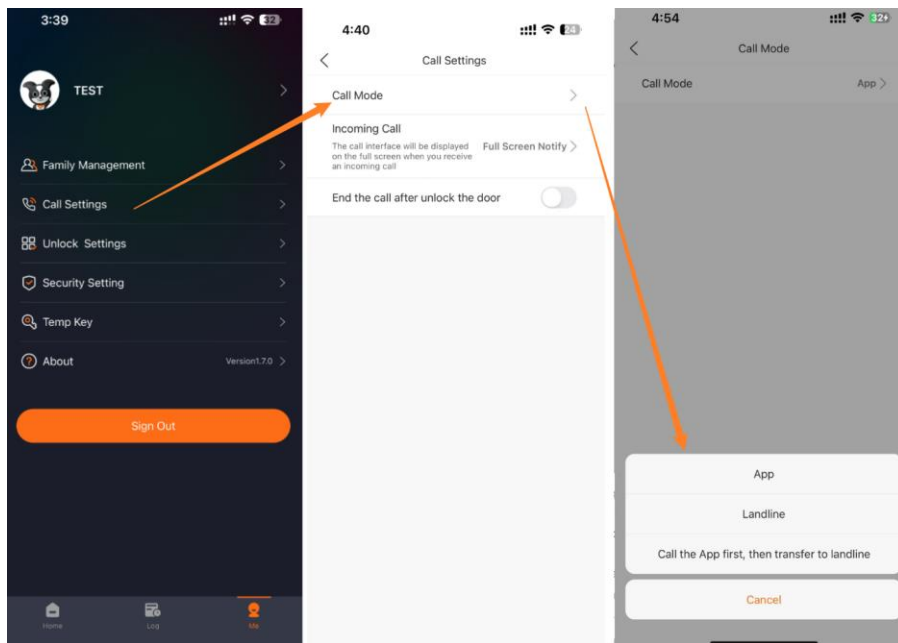 3:39
32
TEST
Family Management
Call Settings
Unlock Settings
Security Setting
Temp Key
About
Version1.7.0
Sign Out
Home
Log
Me
4:40
24
Call Settings
Call Mode
Incoming Call
The call interface will be displayed
on the full screen when you receive
an incoming call
Full Screen Notify
End the call after unlock the door
4:54
32
Call Mode
Call Mode
App
App
Landline
Call the App first, then transfer to landline
Cancel